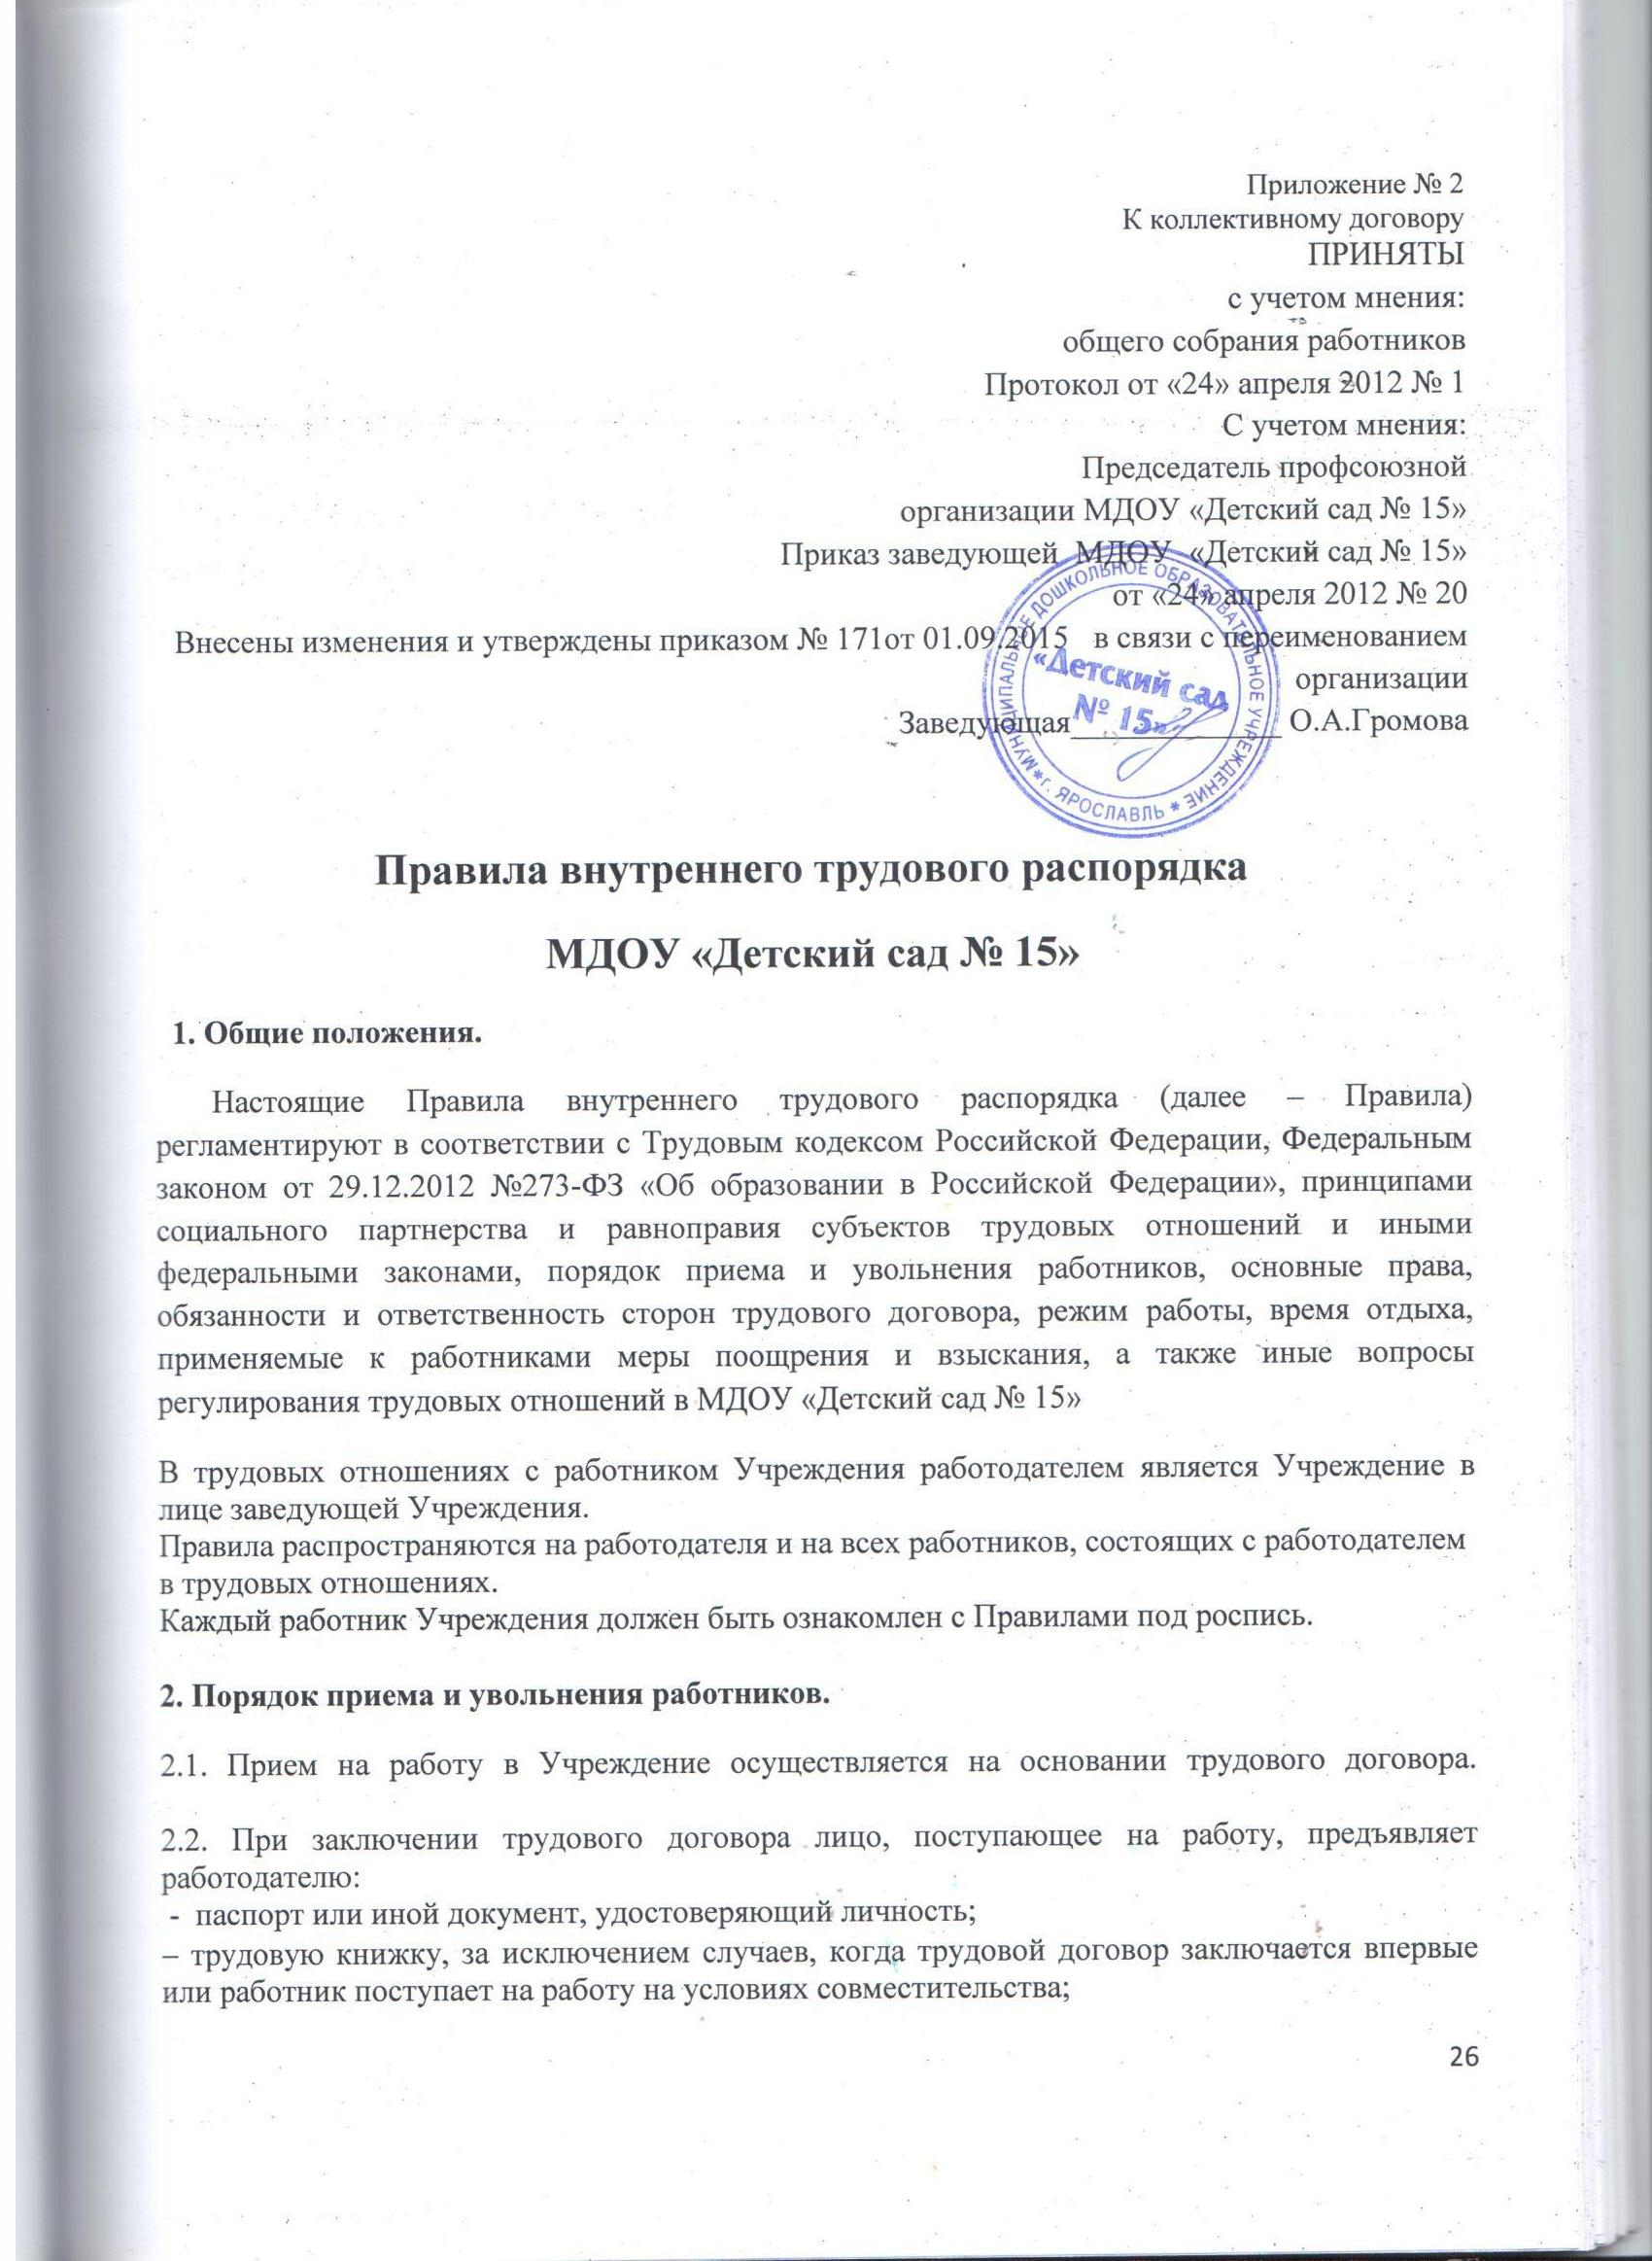 Приложение № 2
К коллективному договору
ПРИНЯТЫ
с учетом мнения:
общего собрания работников
Протокол от «24» апреля 2012 № 1
С учетом мнения:
Председатель профсоюзной
организации МДОУ «Детский сад № 15»
Приказ заведующей МДОУ «Детский сад № 15»
от «24» апреля 2012 № 20
Внесены изменения и утверждены приказом № 171от 01.09.2015 в связи с переименованием
организации
Заведующая_____________ О.А.Громова
МУНИЦИПАЛЬНОЕ ДОШКОЛЬНОЕ ОБРАЗОВАТЕЛЬНОЕ УЧРЕЖДЕНИЕ * г. ЯРОСЛАВЛЬ *
«Детский сад
№ 15»
Правила внутреннего трудового распорядка
МДОУ «Детский сад № 15»
1. Общие положения.
Настоящие Правила внутреннего трудового распорядка (далее – Правила)
регламентируют в соответствии с Трудовым кодексом Российской Федерации, Федеральным
законом от 29.12.2012 №273-ФЗ «Об образовании в Российской Федерации», принципами
социального партнерства и равноправия субъектов трудовых отношений и иными
федеральными законами, порядок приема и увольнения работников, основные права,
обязанности и ответственность сторон трудового договора, режим работы, время отдыха,
применяемые к работниками меры поощрения и взыскания, а также иные вопросы
регулирования трудовых отношений в МДОУ «Детский сад № 15»
В трудовых отношениях с работником Учреждения работодателем является Учреждение в
лице заведующей Учреждения.
Правила распространяются на работодателя и на всех работников, состоящих с работодателем
в трудовых отношениях.
Каждый работник Учреждения должен быть ознакомлен с Правилами под роспись.
2. Порядок приема и увольнения работников.
2.1. Прием на работу в Учреждение осуществляется на основании трудового договора.
2.2. При заключении трудового договора лицо, поступающее на работу, предъявляет
работодателю:
- паспорт или иной документ, удостоверяющий личность;
– трудовую книжку, за исключением случаев, когда трудовой договор заключается впервые
или работник поступает на работу на условиях совместительства;
26